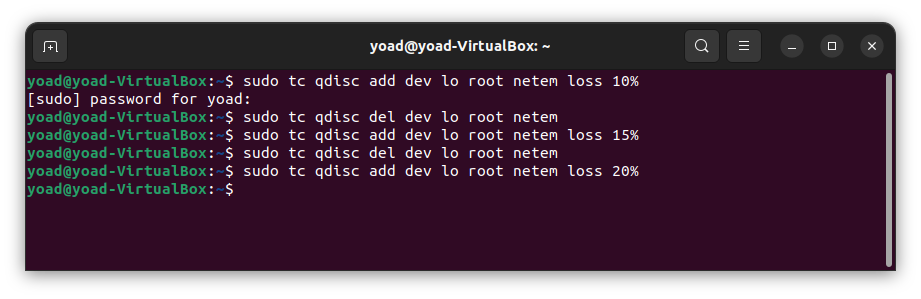 yoad@yoad-VirtualBox: ~
yoad@yoad-VirtualBox:~$ sudo tc qdisc add dev lo root netem loss 10%
[sudo] password for yoad:
yoad@yoad-VirtualBox:~$ sudo tc qdisc del dev lo root netem
yoad@yoad-VirtualBox:~$ sudo tc qdisc add dev lo root netem loss 15%
yoad@yoad-VirtualBox:~$ sudo tc qdisc del dev lo root netem
yoad@yoad-VirtualBox:~$ sudo tc qdisc add dev lo root netem loss 20%
yoad@yoad-VirtualBox:~$